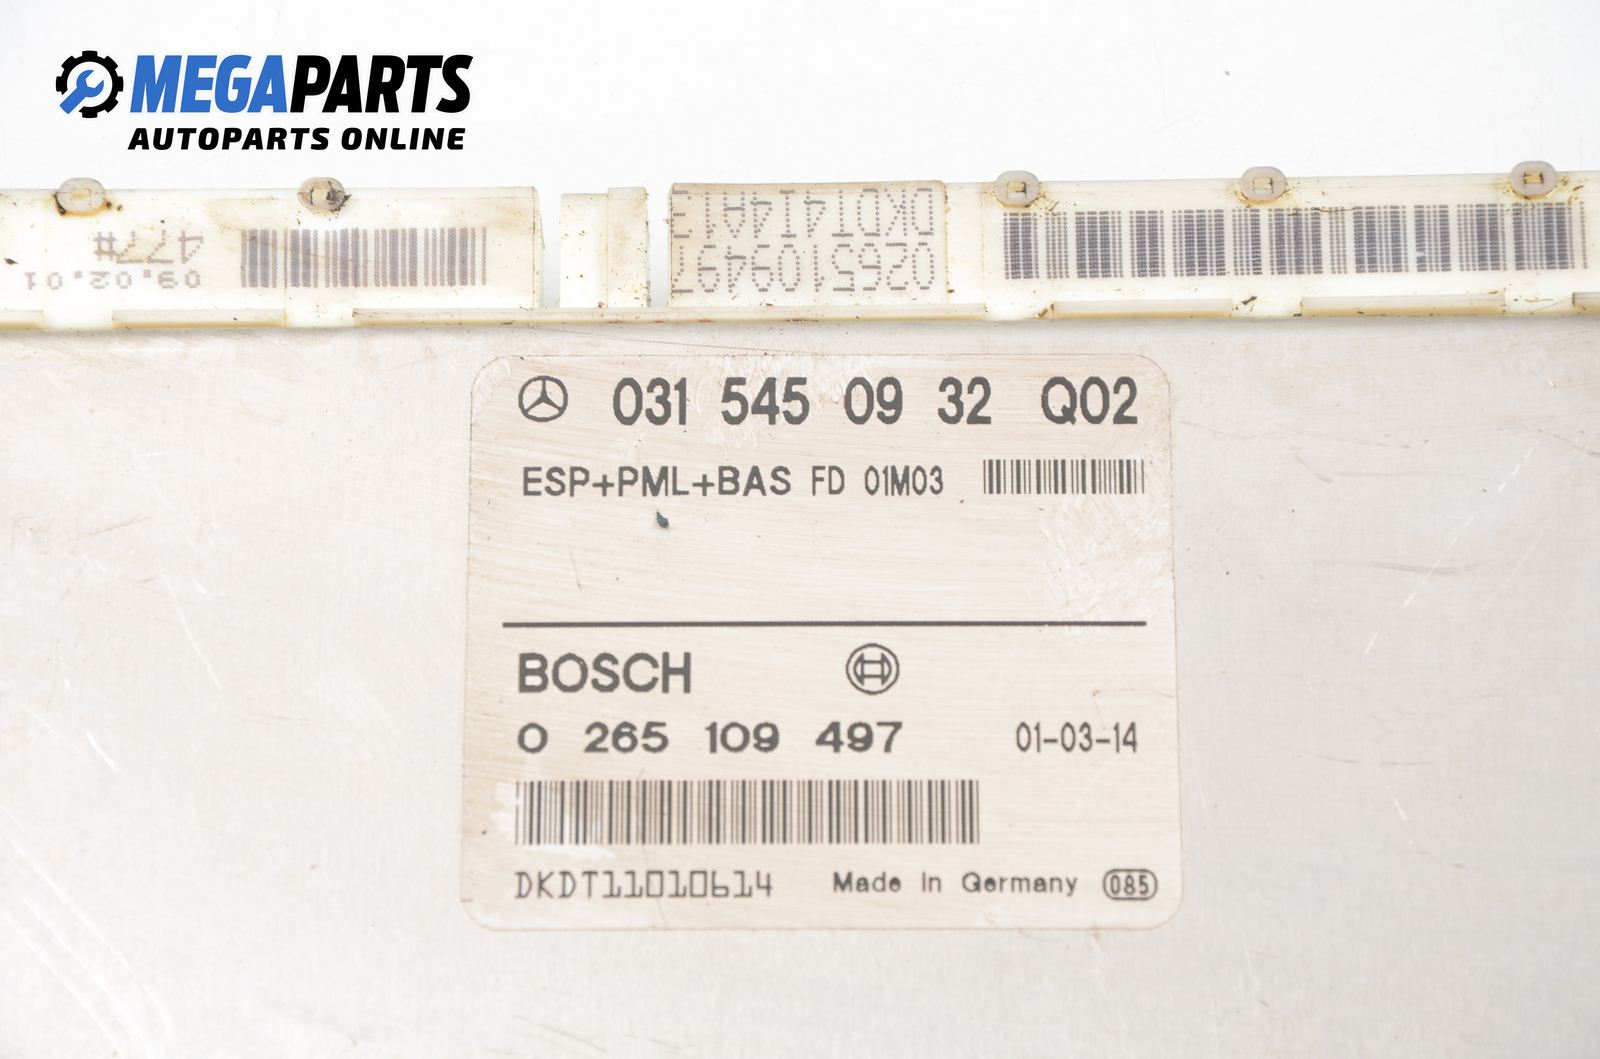 MEGAPARTS
AUTOPARTS ONLINE
477#
09.02.01
DKDT4I4A13
0265109497
031 545 09 32 Q02
ESP+PML+BAS FD 01M03
BOSCH
0 265 109 497 01-03-14
DKDT11010614 Made in Germany 085